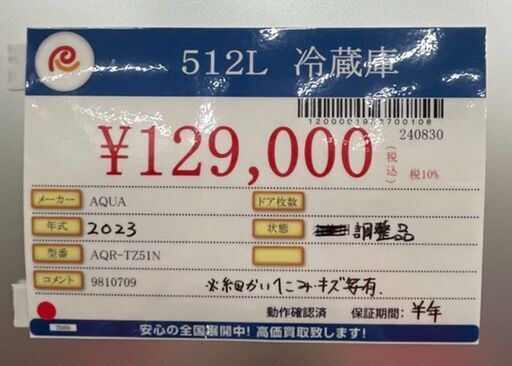 512L 冷蔵庫
240830
¥129,000 (税込) 税10%
メーカー AQUA ドア枚数
年式 2023 状態 調整品
型番 AQR-TZ51N
コメント 9810709 ※細かいヘこみキズ等有.
動作確認済 保証期間: 半年
安心の全国展開中! 高価買取致します!